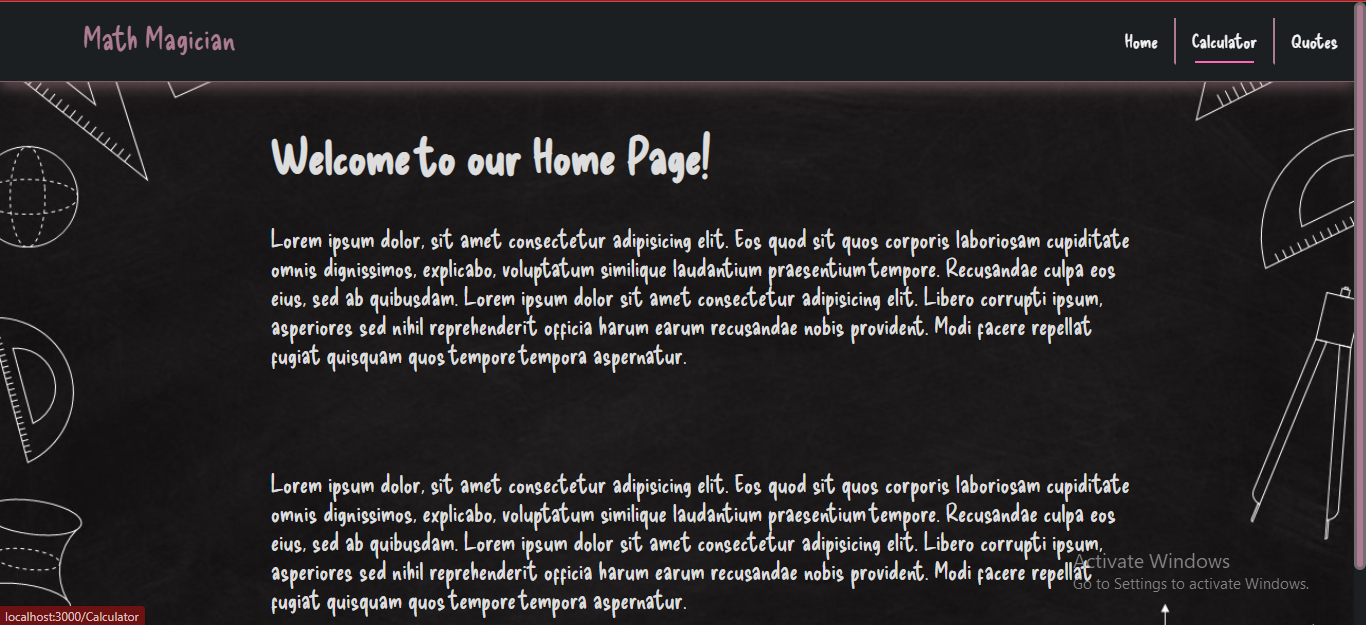 Math Magician
Home
Calculator
Quotes
Welcome to our Home Page!
Lorem ipsum dolor, sit amet consectetur adipisicing elit. Eos quod sit quos corporis laboriosam cupiditate
omnis dignissimos, explicabo, voluptatum similique laudantium praesentium tempore. Recusandae culpa eos
eius, sed ab quibusdam. Lorem ipsum dolor sit amet consectetur adipisicing elit. Libero corrupti ipsum,
asperiores sed nihil reprehenderit officia harum earum recusandae nobis provident. Modi facere repellat
fugiat quisquam quos tempore tempora aspernatur.
Lorem ipsum dolor, sit amet consectetur adipisicing elit. Eos quod sit quos corporis laboriosam cupiditate
omnis dignissimos, explicabo, voluptatum similique laudantium praesentium tempore. Recusandae culpa eos
eius, sed ab quibusdam. Lorem ipsum dolor sit amet consectetur adipisicing elit. Libero corrupti ipsum,
asperiores sed nihil reprehenderit officia harum earum recusandae nobis provident. Modi facere repellat
fugiat quisquam quos tempore tempora aspernatur.
Activate Windows
Go to Settings to activate Windows.
localhost:3000/Calculator